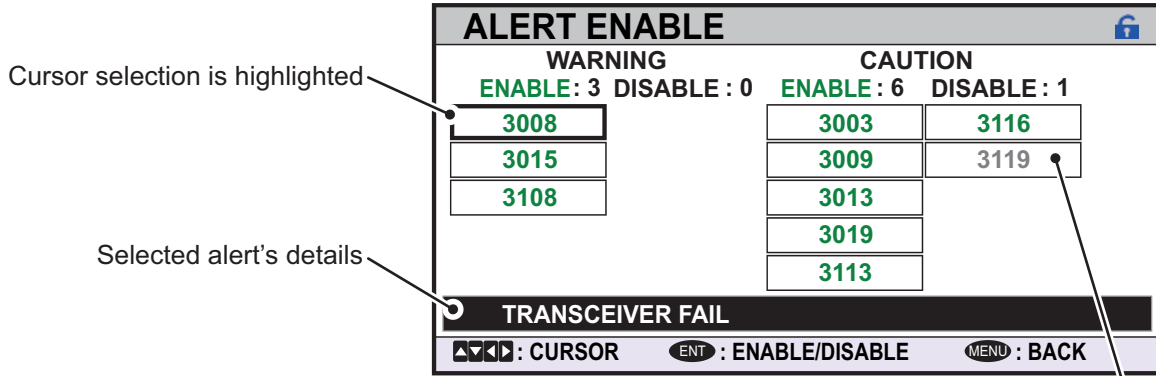 ALERT ENABLE
WARNING CAUTION
Cursor selection is highlighted
ENABLE : 3 DISABLE : 0 ENABLE : 6 DISABLE : 1
3008 3003 3116
3015 3009 3119
3108 3013
3019
Selected alert's details
3113
TRANSCEIVER FAIL
: CURSOR ENT : ENABLE/DISABLE MENU : BACK